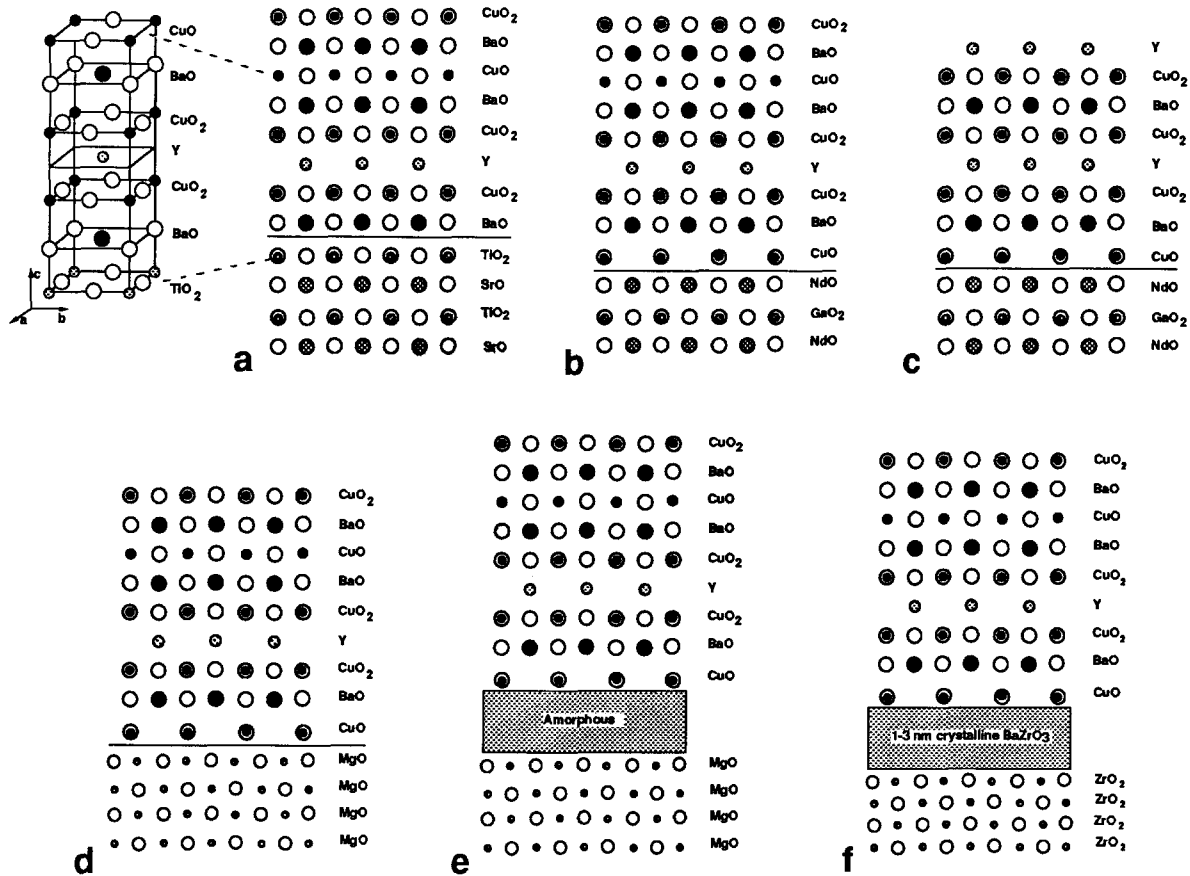 CuO
BaO
CuO₂
Y
CuO₂
BaO
TiO₂
c
a
b
CuO₂
BaO
CuO
BaO
CuO₂
Y
CuO₂
BaO
TiO₂
SrO
TiO₂
SrO
a
CuO₂
BaO
CuO
BaO
CuO₂
Y
CuO₂
BaO
CuO
NdO
GaO₂
NdO
b
Y
CuO₂
BaO
CuO₂
Y
CuO₂
BaO
CuO
NdO
GaO₂
NdO
c
CuO₂
BaO
CuO
BaO
CuO₂
Y
CuO₂
BaO
CuO
MgO
MgO
MgO
MgO
d
CuO₂
BaO
CuO
BaO
CuO₂
Y
CuO₂
BaO
CuO
Amorphous
MgO
MgO
MgO
MgO
e
CuO₂
BaO
CuO
BaO
CuO₂
Y
CuO₂
BaO
CuO
1-3 nm crystalline BaZrO₃
ZrO₂
ZrO₂
ZrO₂
ZrO₂
f